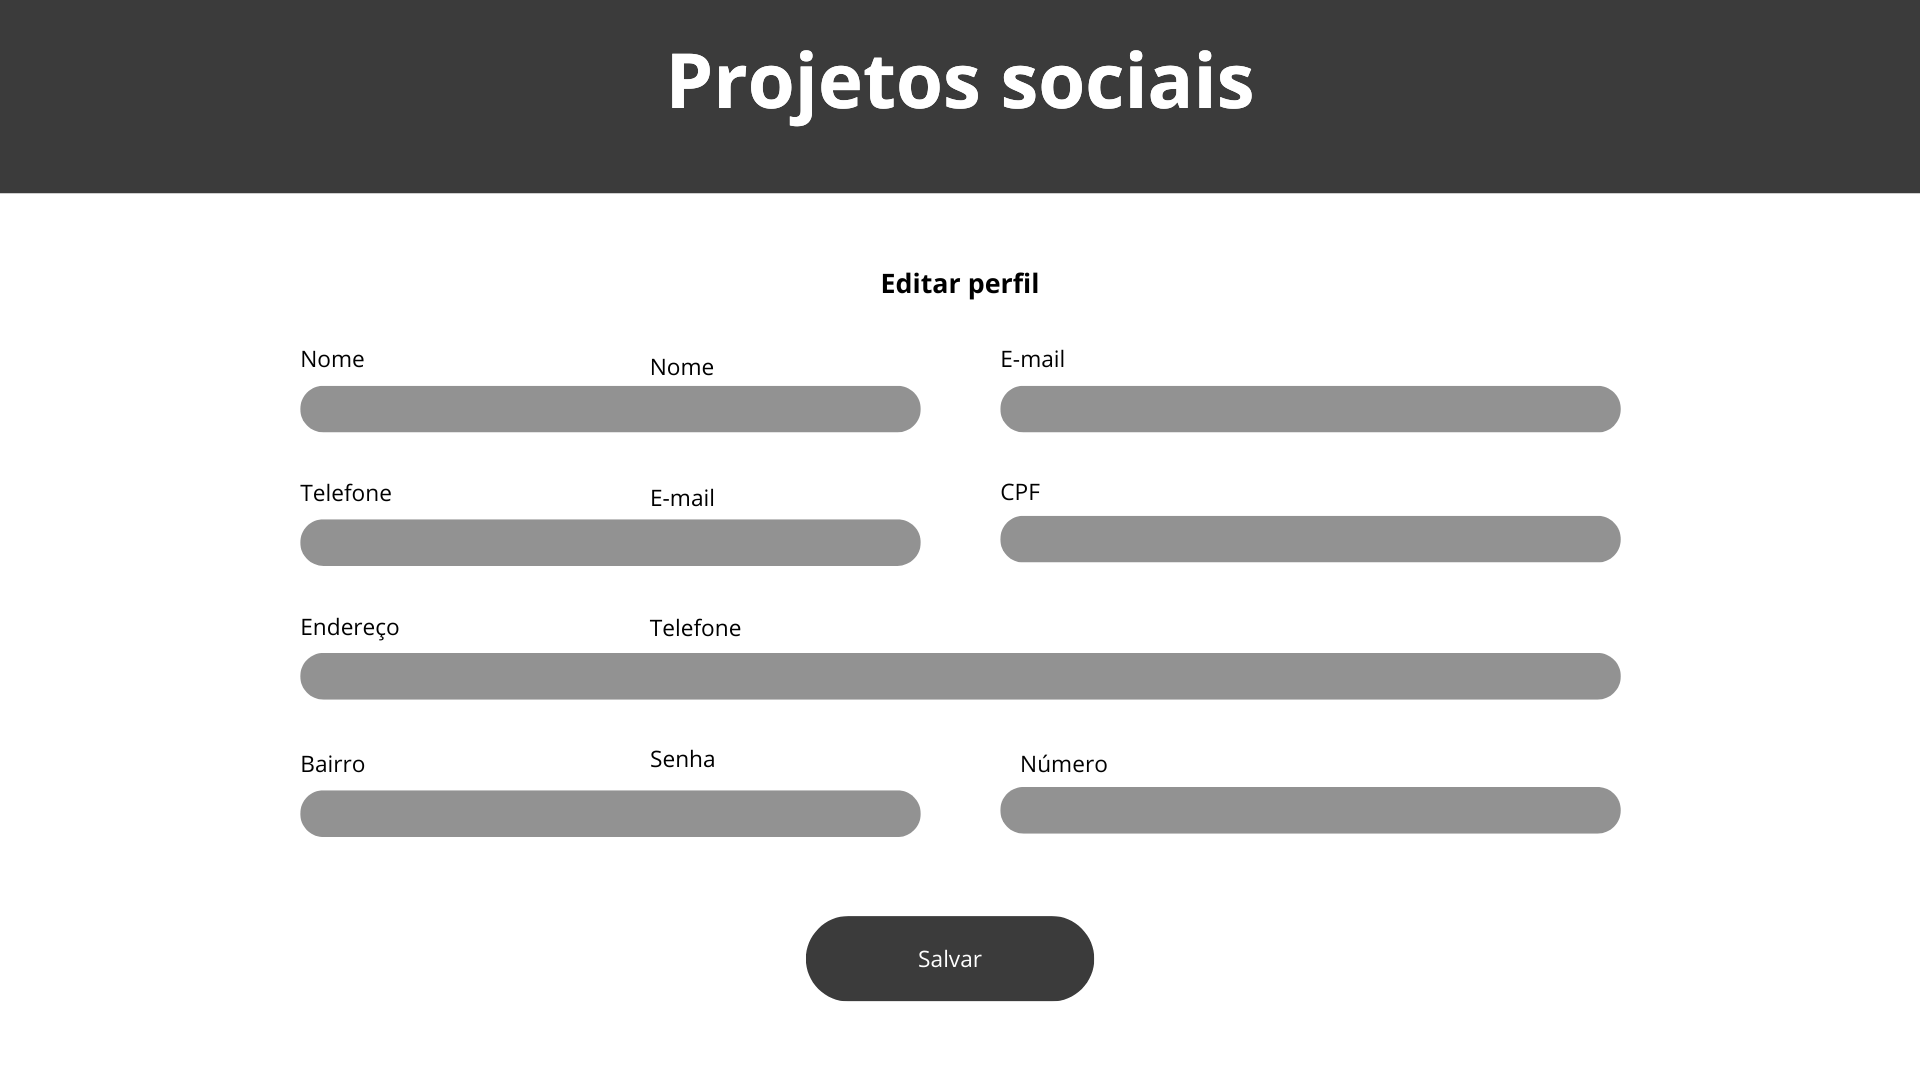 Projetos sociais
Editar perfil
Nome
Nome
E-mail
Telefone
E-mail
CPF
Endereço
Telefone
Bairro
Senha
Número
Salvar